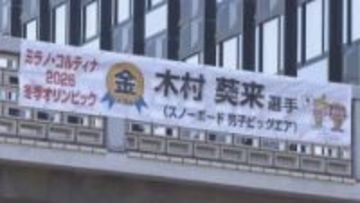 ミラノ・コルティナ
2026
冬季オリンピック
金
木村 葵来 選手
(スノーボード 男子ビッグエア)